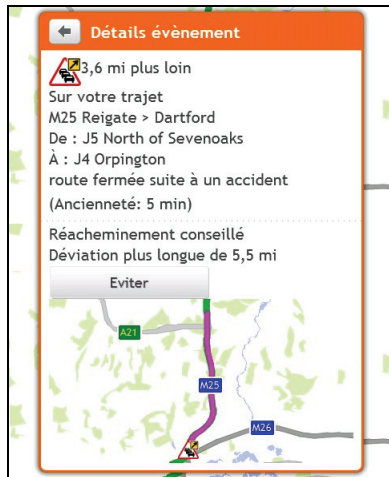 Détails évènement
3,6 mi plus loin
Sur votre trajet
M25 Reigate > Dartford
De : J5 North of Sevenoaks
À : J4 Orpington
route fermée suite à un accident
(Ancienneté: 5 min)
Réacheminement conseillé
Déviation plus longue de 5,5 mi
Eviter
A21
M25
M26